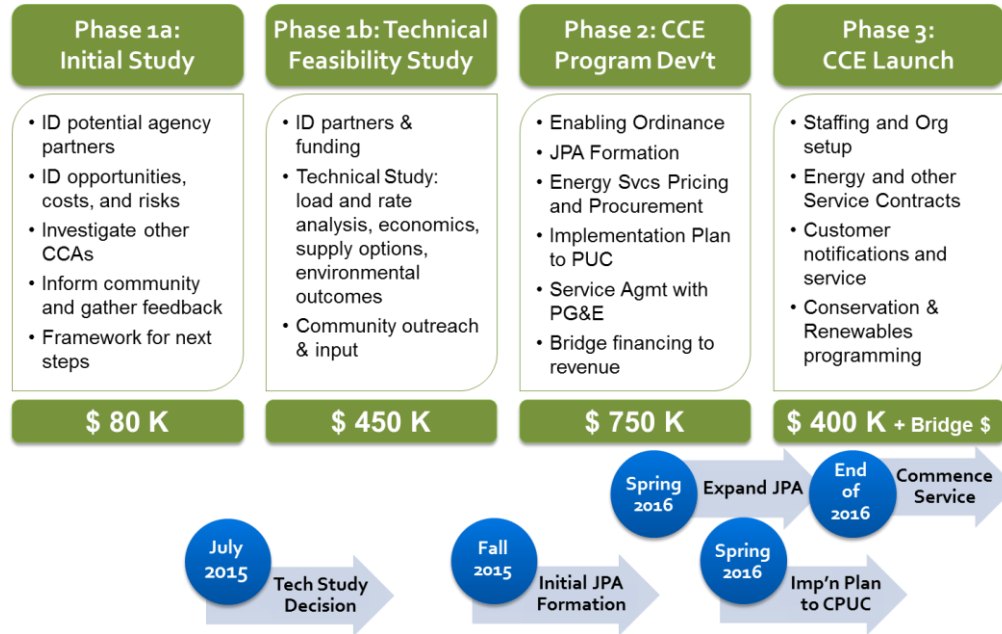 Phase 1a:
Initial Study
• ID potential agency
partners
• ID opportunities,
costs, and risks
• Investigate other
CCAs
• Inform community
and gather feedback
• Framework for next
steps
$ 80 K
Phase 1b: Technical
Feasibility Study
• ID partners &
funding
• Technical Study:
load and rate
analysis, economics,
supply options,
environmental
outcomes
• Community outreach
& input
$ 450 K
Phase 2: CCE
Program Dev't
• Enabling Ordinance
• JPA Formation
• Energy Svcs Pricing
and Procurement
• Implementation Plan
to PUC
• Service Agmt with
PG&E
• Bridge financing to
revenue
$ 750 K
Phase 3:
CCE Launch
• Staffing and Org
setup
• Energy and other
Service Contracts
• Customer
notifications and
service
• Conservation &
Renewables
programming
$ 400 K + Bridge $
Spring
2016
Expand JPA
End
of
2016
Commence
Service
July
2015
Tech Study
Decision
Fall
2015
Initial JPA
Formation
Spring
2016
Imp'n Plan
to CPUC